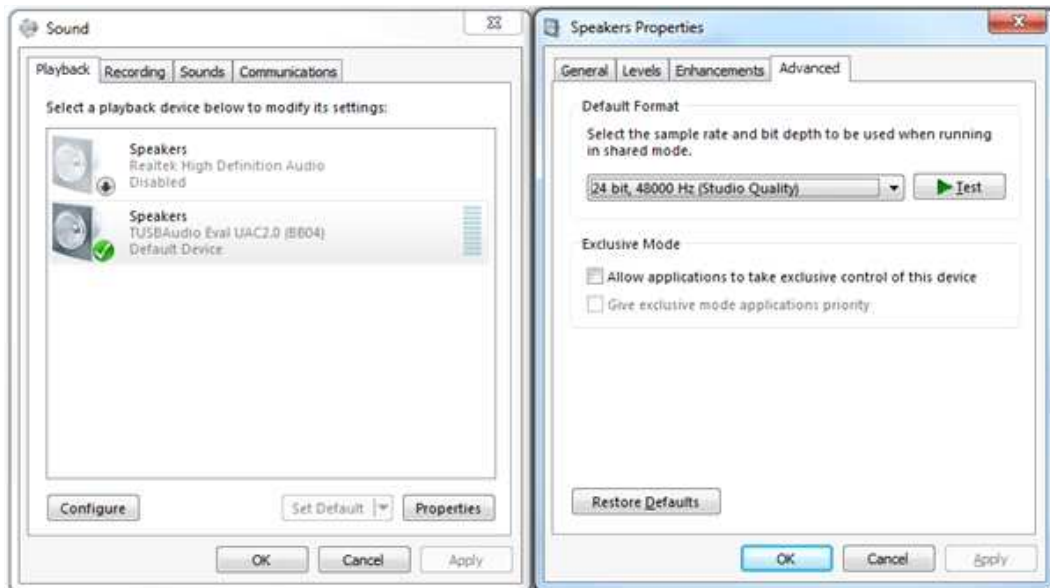 Sound
Playback
Recording
Sounds
Communications
Select a playback device below to modify its settings:
Speakers
Realtek High Definition Audio
Disabled
Speakers
TUSBAudio Eval UAC2.0 (BB04)
Default Device
Configure
Set Default
Properties
OK
Cancel
Apply
Speakers Properties
General
Levels
Enhancements
Advanced
Default Format
Select the sample rate and bit depth to be used when running
in shared mode.
24 bit, 48000 Hz (Studio Quality)
Test
Exclusive Mode
Allow applications to take exclusive control of this device
Give exclusive mode applications priority
Restore Defaults
OK
Cancel
Apply